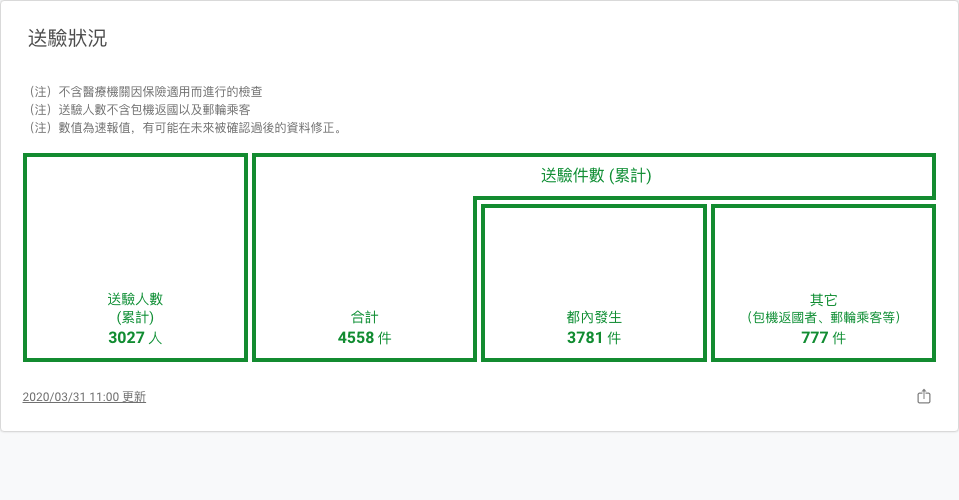 送驗狀況
（注）不含醫療機關因保險適用而進行的檢查
（注）送驗人數不含包機返國以及郵輪乘客
（注）數值為速報值，有可能在未來被確認過後的資料修正。
送驗件數 (累計)
送驗人數
(累計)
3027 人
合計
4558 件
都內發生
3781 件
其它
（包機返國者、郵輪乘客等）
777 件
2020/03/31 11:00 更新